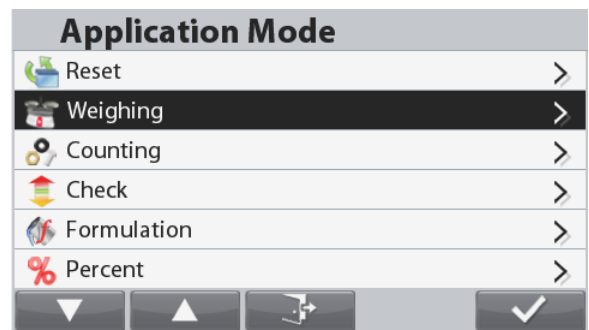 Application Mode
Reset
Weighing
Counting
Check
Formulation
Percent